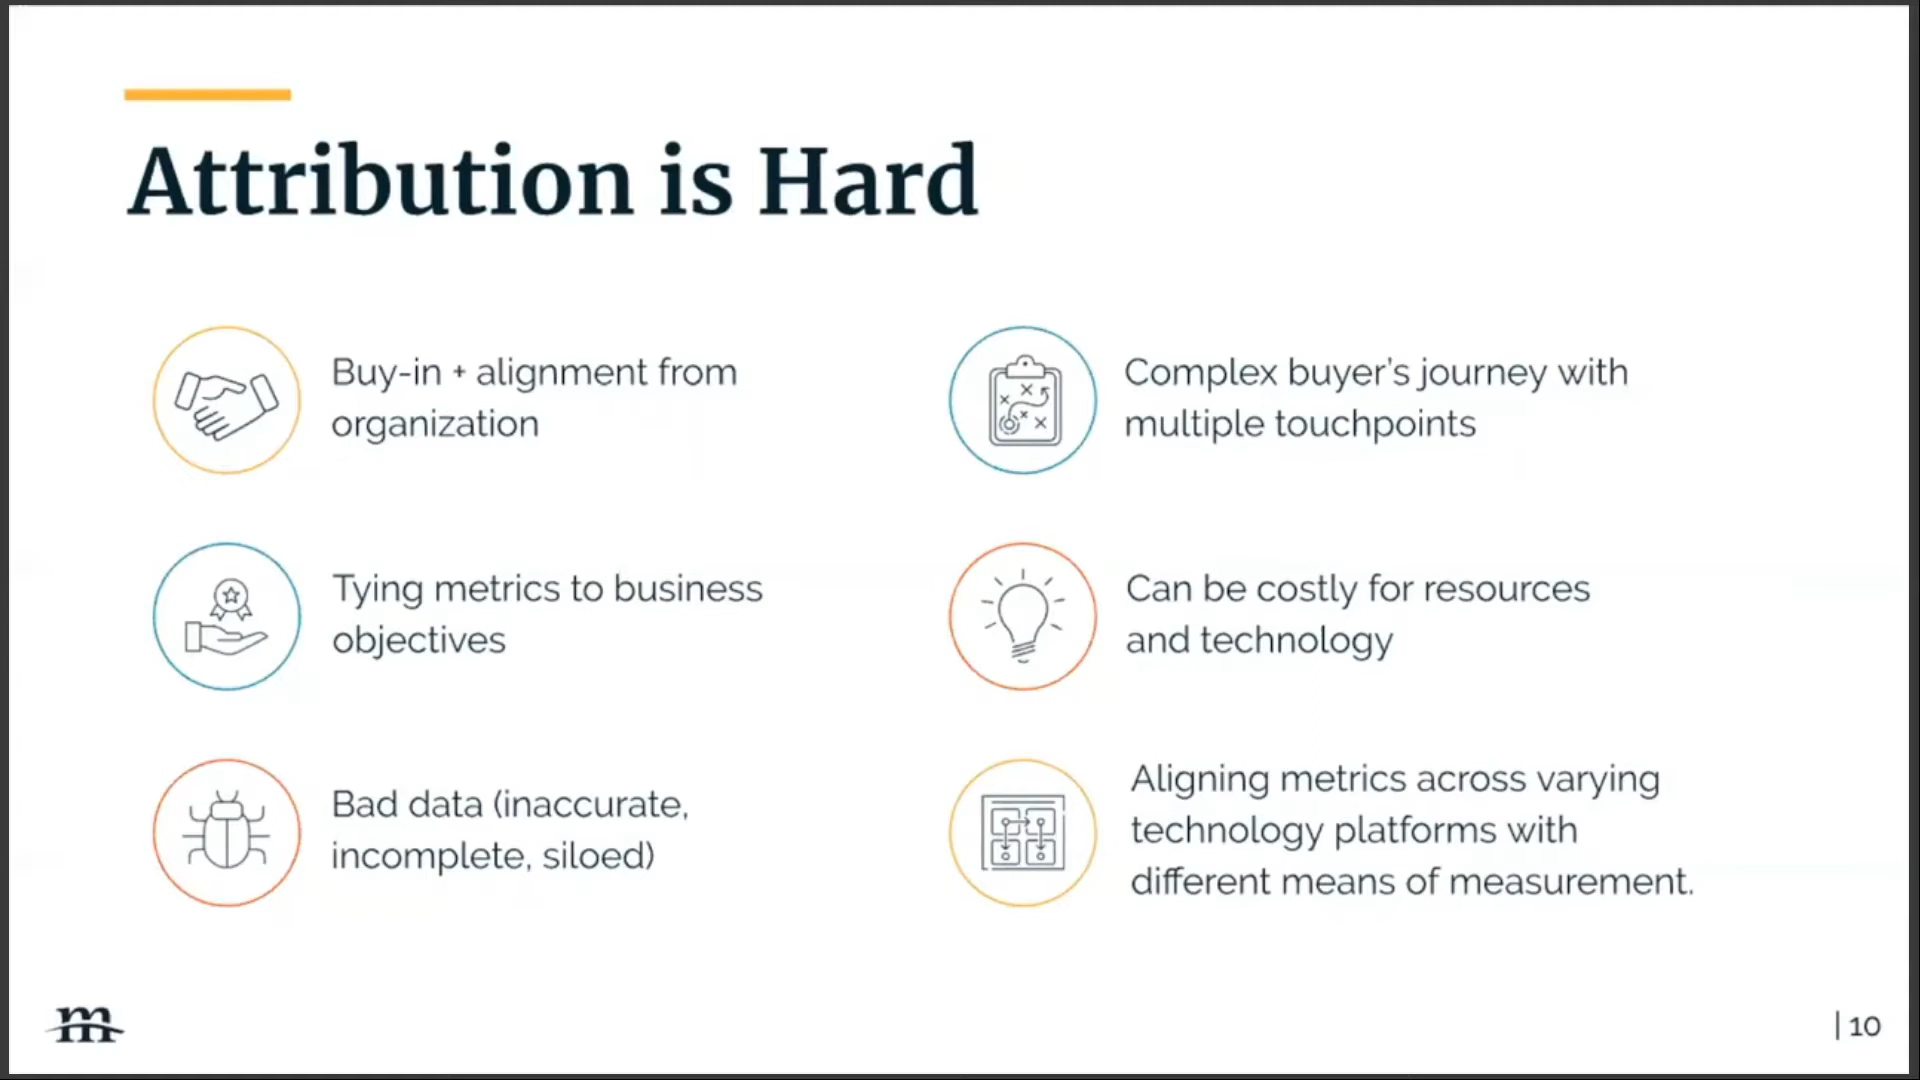 Attribution is Hard
Buy-in + alignment from
organization
Tying metrics to business
objectives
Bad data (inaccurate,
incomplete, siloed)
Complex buyer’s journey with
multiple touchpoints
Can be costly for resources
and technology
Aligning metrics across varying
technology platforms with
different means of measurement.
m
| 10